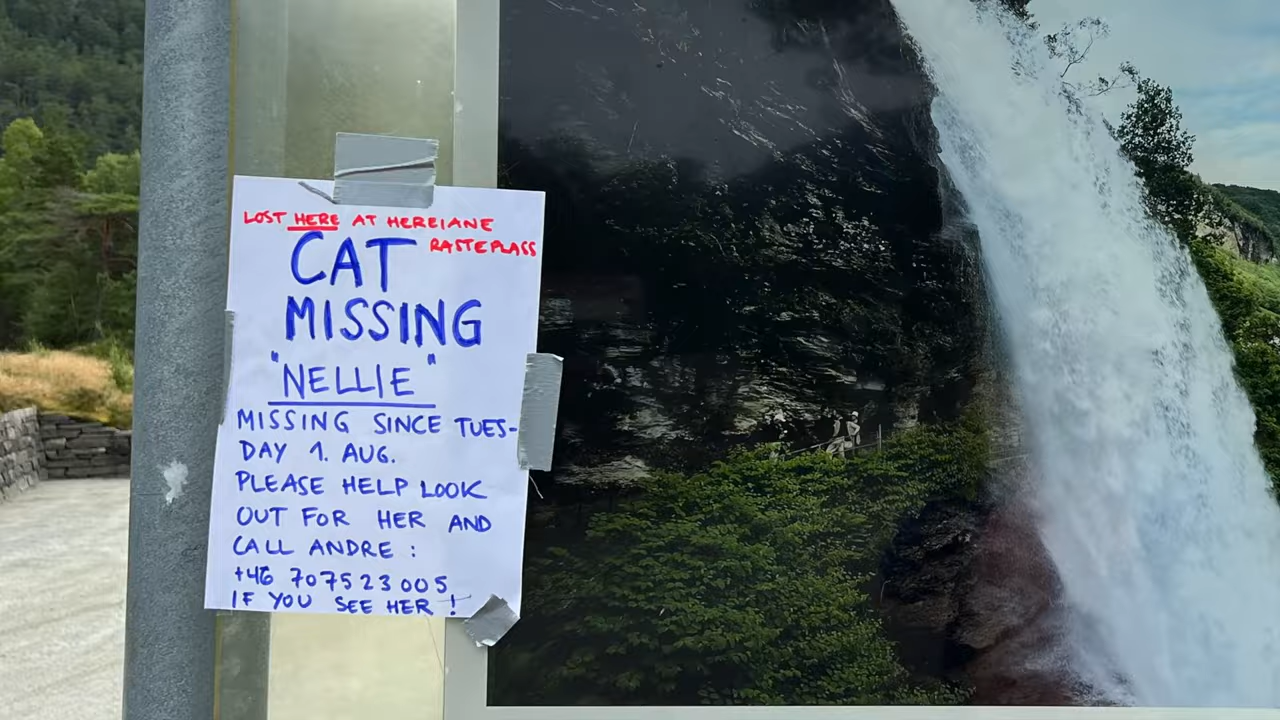 LOST HERE AT HEREIANE
RASTEPLASS
CAT
MISSING
"NELLIE"
MISSING SINCE TUES-
DAY 1. AUG.
PLEASE HELP LOOK
OUT FOR HER AND
CALL ANDRE :
+46 707523005
IF YOU SEE HER !